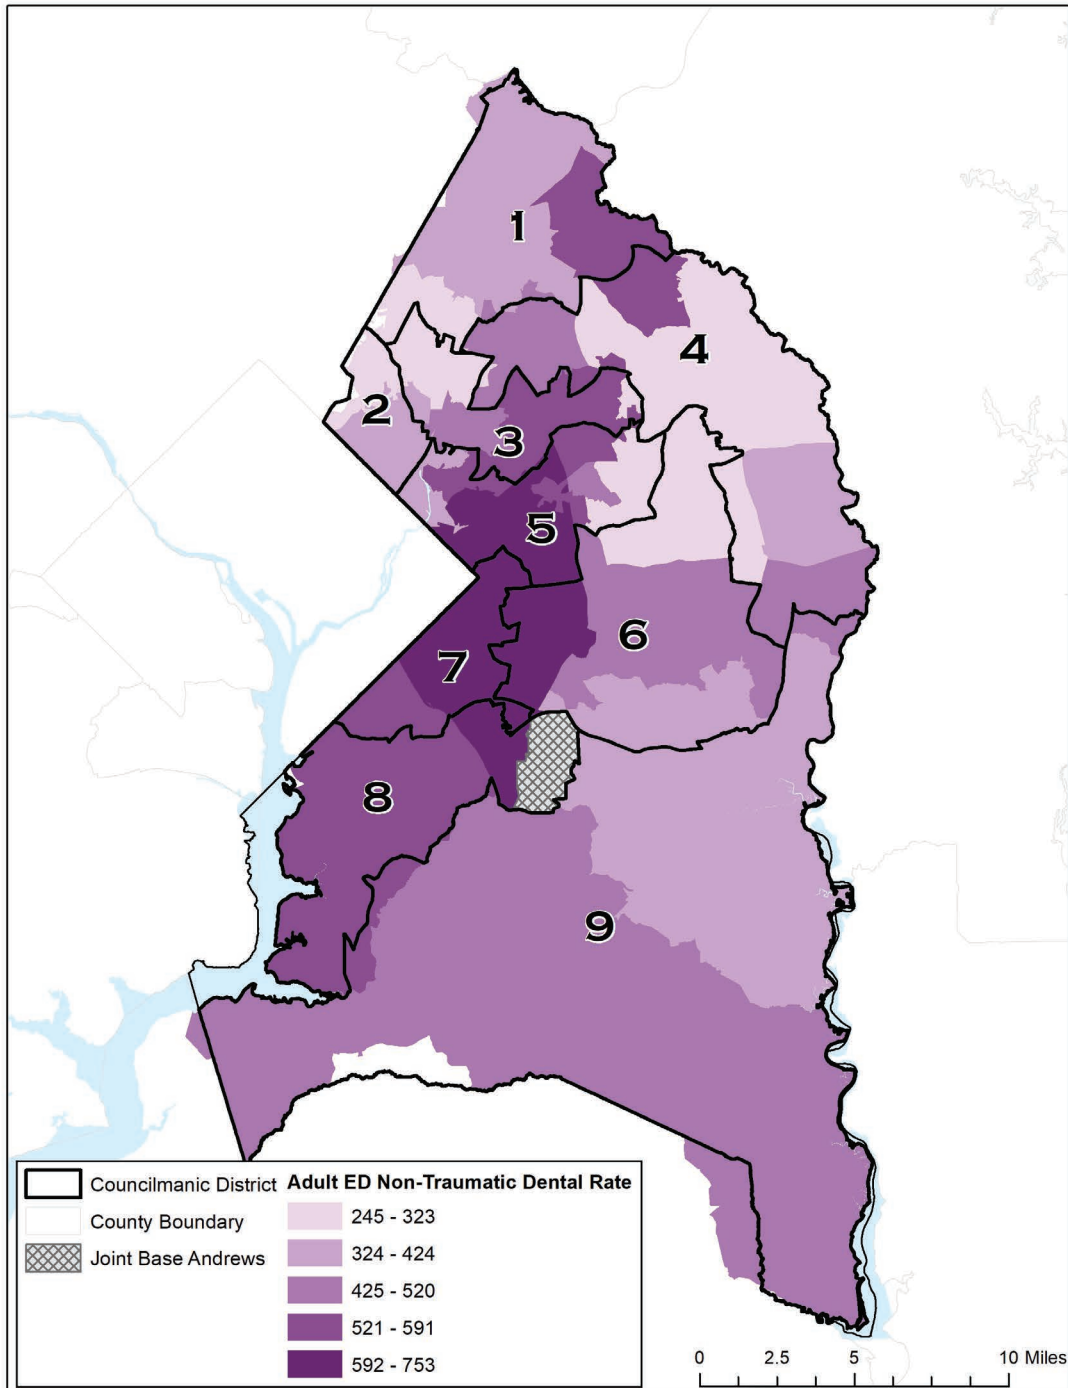 1
4
2
3
5
6
7
8
9
Councilmanic District
County Boundary
Joint Base Andrews
Adult ED Non-Traumatic Dental Rate
245 - 323
324 - 424
425 - 520
521 - 591
592 - 753
0 2.5 5 10 Miles